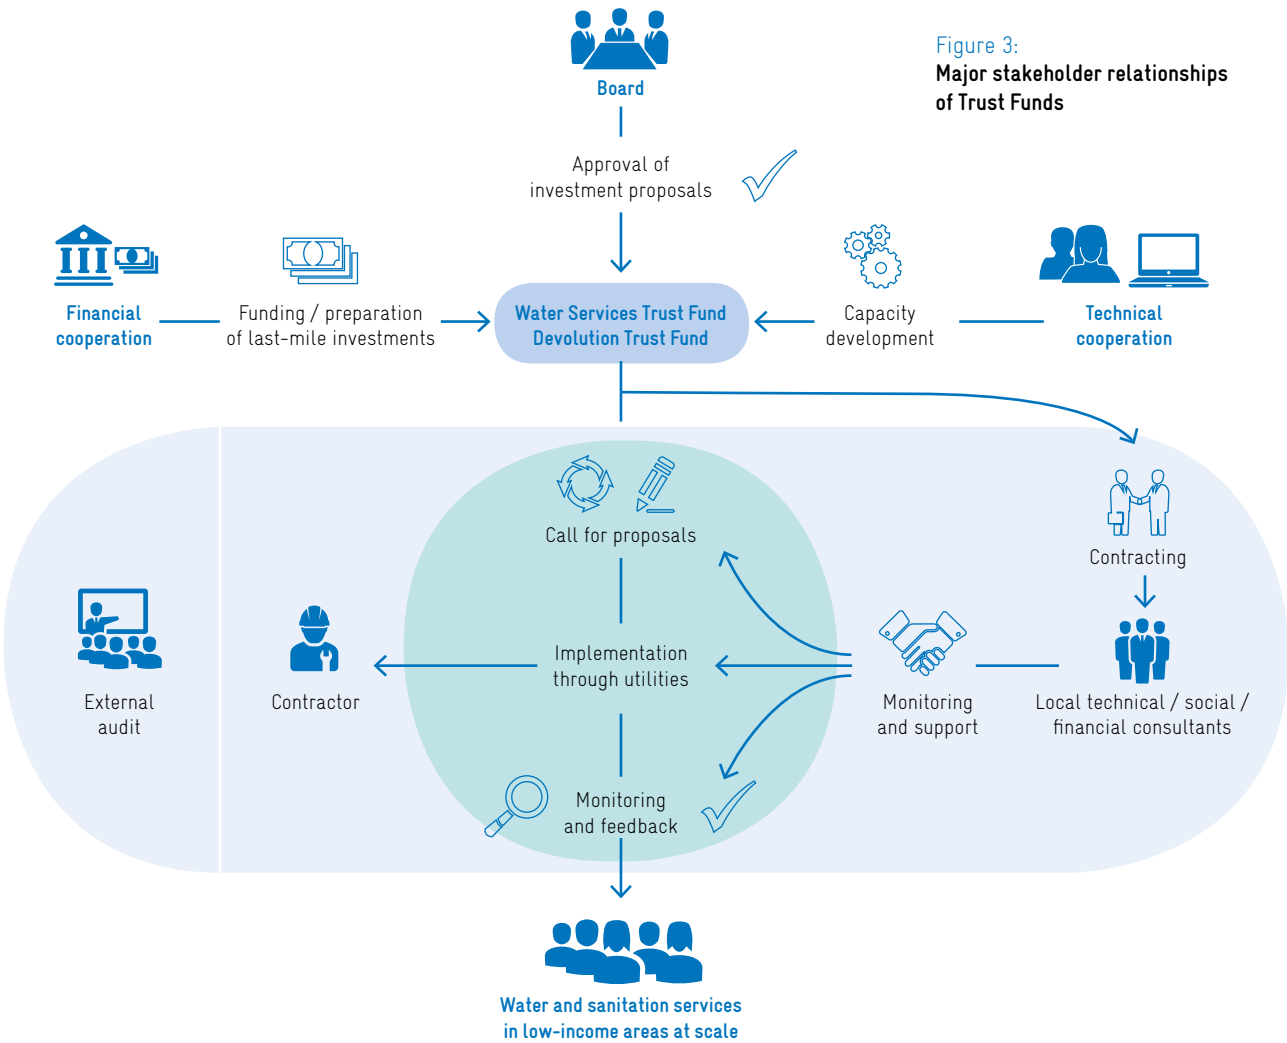 Figure 3:
Major stakeholder relationships
of Trust Funds
Board
Approval of
investment proposals
Financial
cooperation
Funding / preparation
of last-mile investments
Water Services Trust Fund
Devolution Trust Fund
Capacity
development
Technical
cooperation
Call for proposals
Contracting
External
audit
Contractor
Implementation
through utilities
Monitoring
and support
Local technical / social /
financial consultants
Monitoring
and feedback
Water and sanitation services
in low-income areas at scale